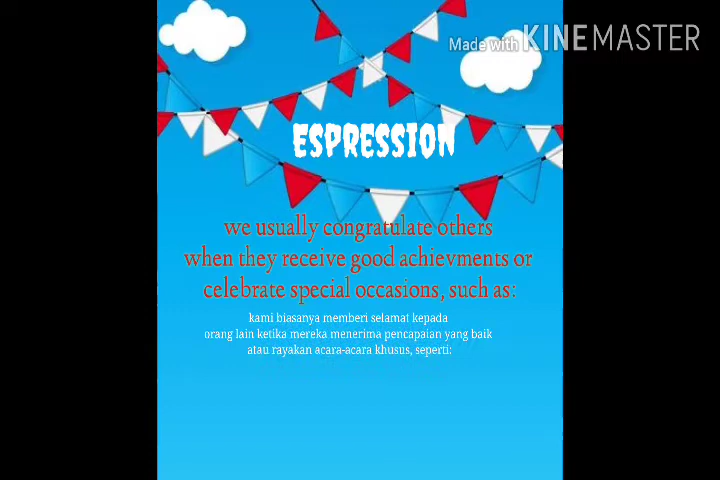 Made with KINEMASTER
ESPRESSION
we usually congratulate others
when they receive good achievments or
celebrate special occasions, such as:
kami biasanya memberi selamat kepada
orang lain ketika mereka menerima pencapaian yang baik
atau rayakan acara-acara khusus, seperti: